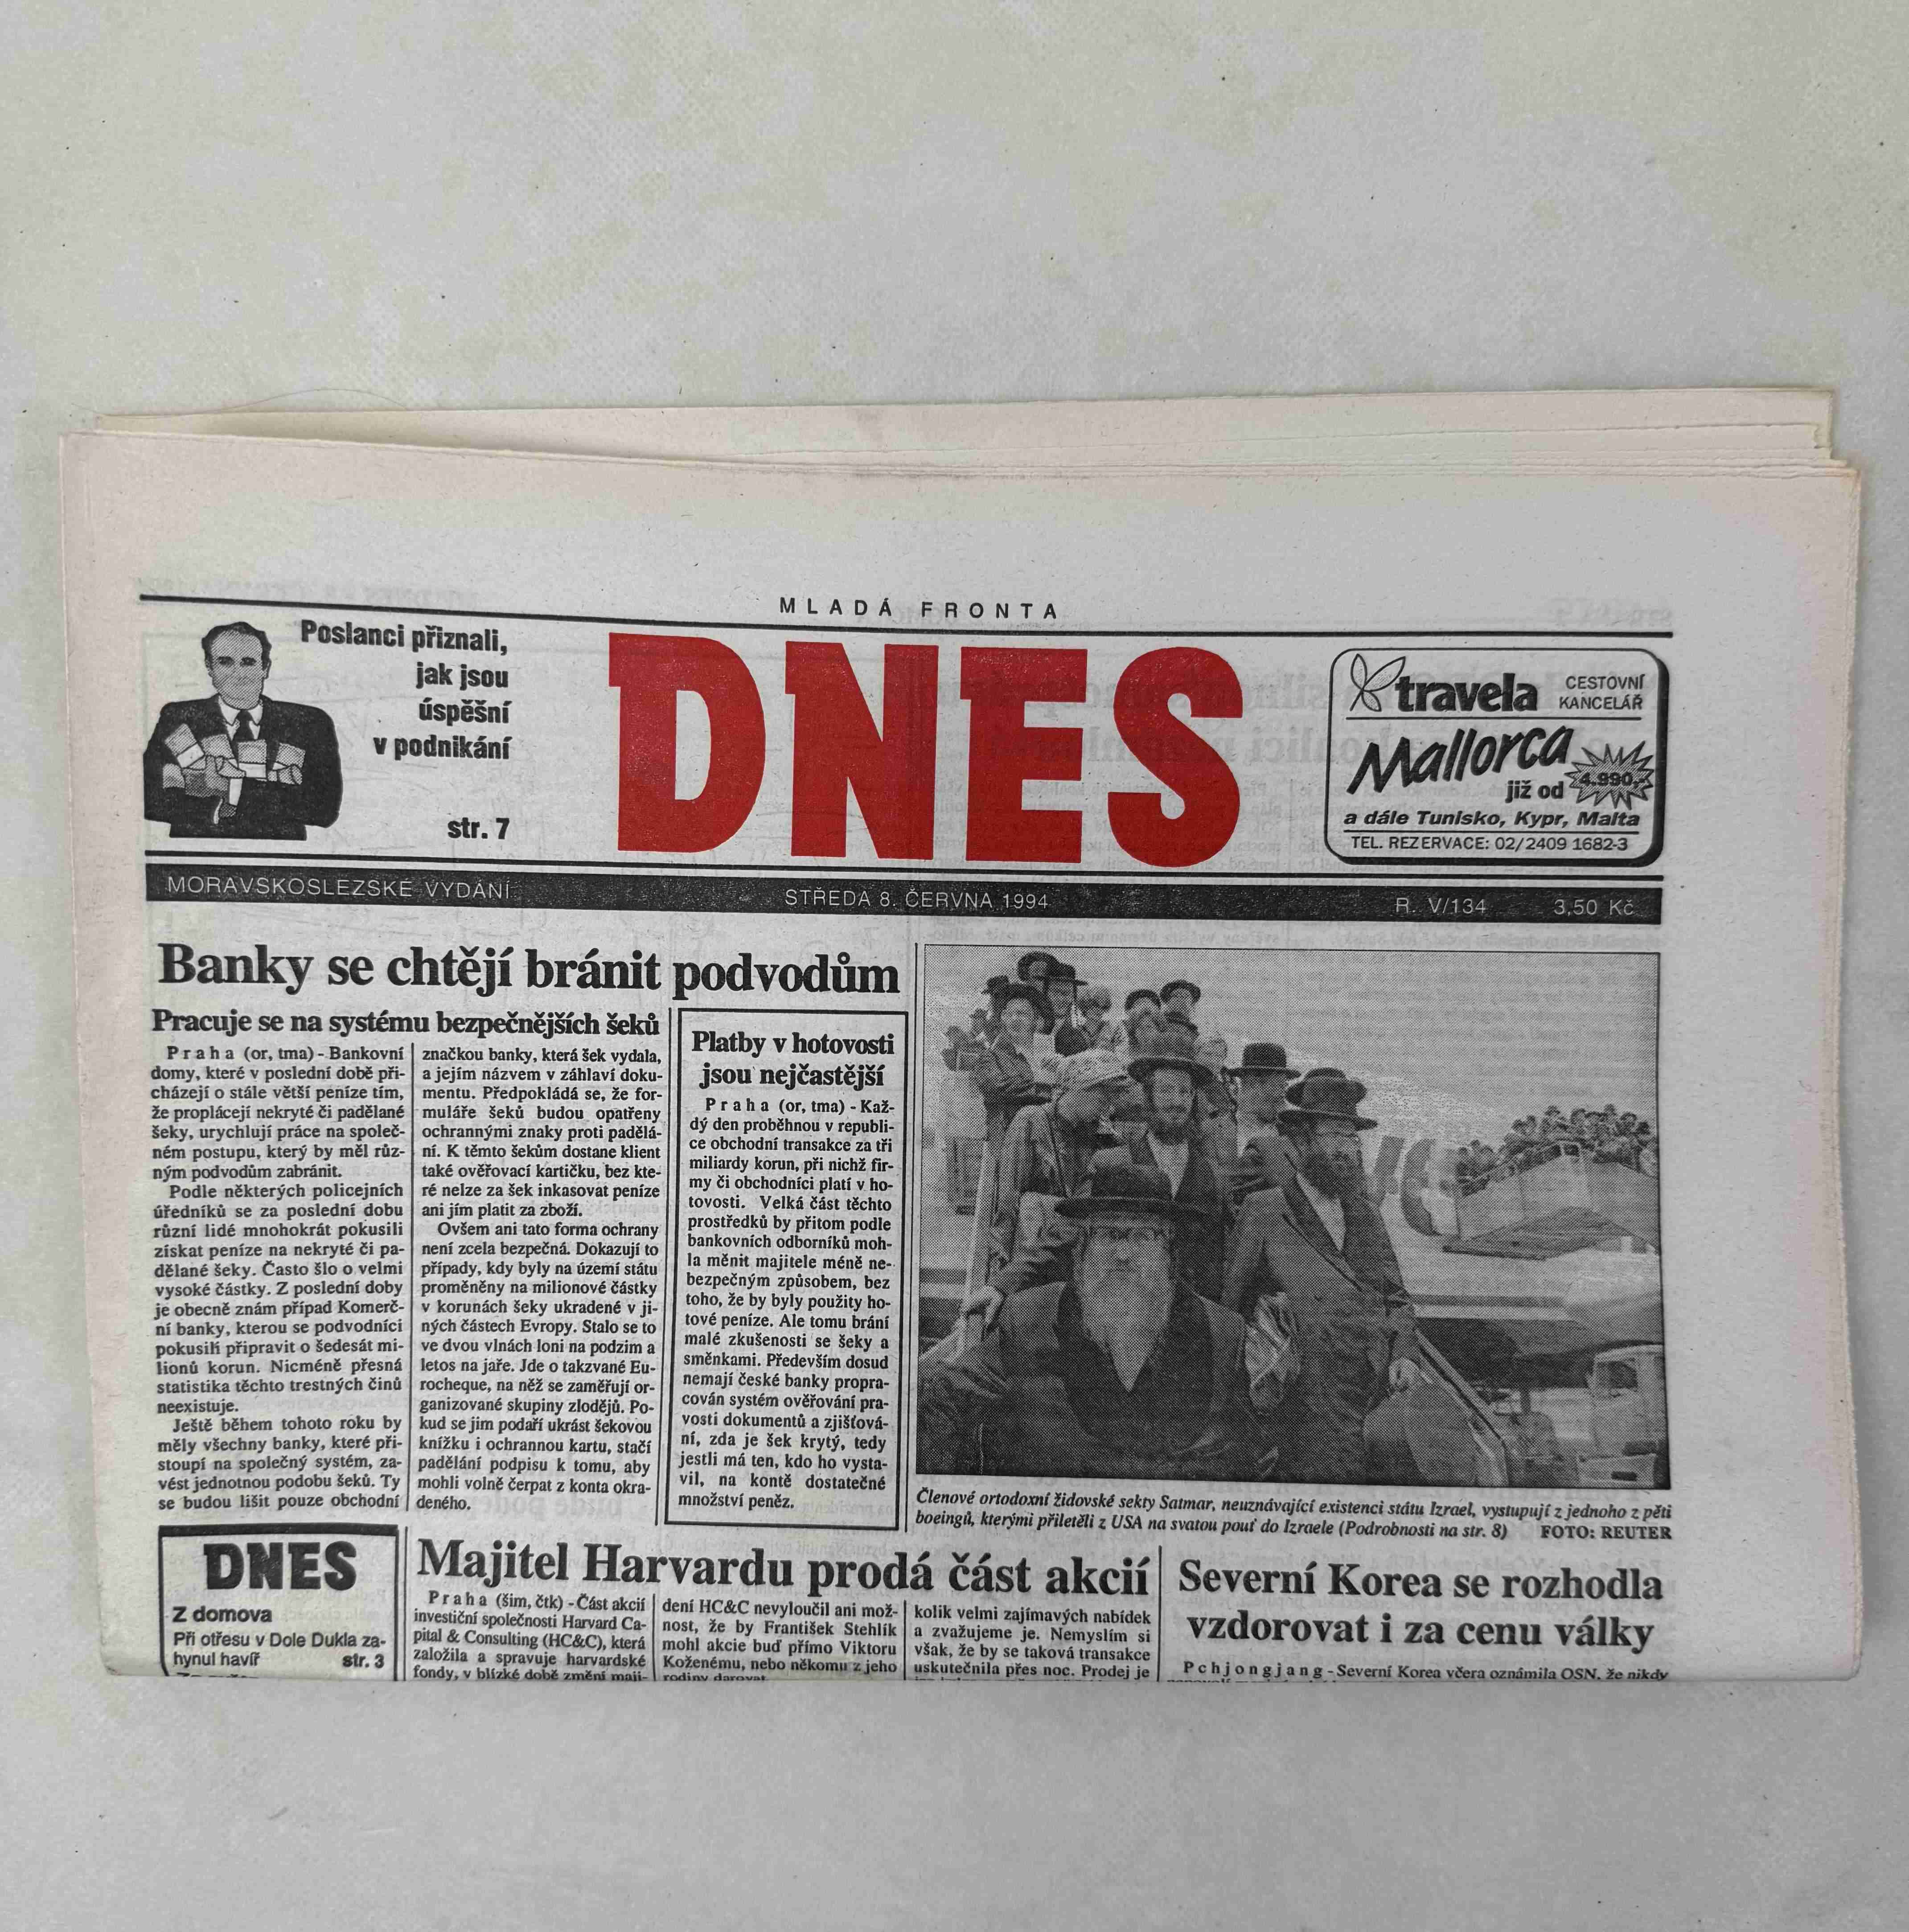 MLADÁ FRONTA
Poslanci přiznali,
jak jsou
úspěšní
v podnikání
str. 7
DNES
travela
CESTOVNÍ
KANCELÁŘ
Mallorca
již od 4.990,-
a dále Tunisko, Kypr, Malta
TEL. REZERVACE: 02/2409 1682-3
MORAVSKOSLEZSKÉ VYDÁNÍ
STŘEDA 8. ČERVNA 1994
R. V/134
3,50 Kč
Banky se chtějí bránit podvodům
Pracuje se na systému bezpečnějších šeků
Praha (or, tma) - Bankovní
domy, které v poslední době při-
cházejí o stále větší peníze tím,
že proplácejí nekryté či padělané
šeky, urychlují práce na společ-
ném postupu, který by měl růz-
ným podvodům zabránit.
Podle některých policejních
úředníků se za poslední dobu
různí lidé mnohokrát pokusili
získat peníze na nekryté či pa-
dělané šeky. Často šlo o velmi
vysoké částky. Z poslední doby
je obecně znám případ Komerč-
ní banky, kterou se podvodníci
pokusili připravit o šedesát mi-
lionů korun. Nicméně přesná
statistika těchto trestných činů
neexistuje.
Ještě během tohoto roku by
měly všechny banky, které při-
stoupí na společný systém, za-
vést jednotnou podobu šeků. Ty
se budou lišit pouze obchodní
značkou banky, která šek vydala,
a jejím názvem v záhlaví doku-
mentu. Předpokládá se, že for-
muláře šeků budou opatřeny
ochrannými znaky proti padělá-
ní. K těmto šekům dostane klient
také ověřovací kartičku, bez kte-
ré nelze za šek inkasovat peníze
ani jím platit za zboží.
Ovšem ani tato forma ochrany
není zcela bezpečná. Dokazují to
případy, kdy byly na území státu
proměněny na milionové částky
v korunách šeky ukradené v ji-
ných částech Evropy. Stalo se to
ve dvou vlnách loni na podzim a
letos na jaře. Jde o takzvané Eu-
rocheque, na něž se zaměřují or-
ganizované skupiny zlodějů. Po-
kud se jim podaří ukrást šekovou
knížku i ochrannou kartu, stačí
padělání podpisu k tomu, aby
mohli volně čerpat z konta okra-
deného.
Platby v hotovosti
jsou nejčastější
Praha (or, tma) - Kaž-
dý den proběhnou v republi-
ce obchodní transakce za tři
miliardy korun, při nichž fir-
my či obchodníci platí v ho-
tovosti. Velká část těchto
prostředků by přitom podle
bankovních odborníků moh-
la měnit majitele méně ne-
bezpečným způsobem, bez
toho, že by byly použity ho-
tové peníze. Ale tomu brání
malé zkušenosti se šeky a
směnkami. Především dosud
nemají české banky propra-
cován systém ověřování pra-
vosti dokumentů a zjišťová-
ní, zda je šek krytý, tedy
jestli má ten, kdo ho vysta-
vil, na kontě dostatečné
množství peněz.
Členové ortodoxní židovské sekty Satmar, neuznávající existenci státu Izrael, vystupují z jednoho z pěti
boeingů, kterými přiletěli z USA na svatou pouť do Izraele (Podrobnosti na str. 8) FOTO: REUTER
DNES
Z domova
Při otřesu v Dole Dukla za-
hynul havíř str. 3
Majitel Harvardu prodá část akcií
Praha (šim, čtk) - Část akcií
investiční společnosti Harvard Ca-
pital & Consulting (HC&C), která
založila a spravuje harvardské
fondy, v blízké době změní maji-
dení HC&C nevyloučil ani mož-
nost, že by František Stehlík
mohl akcie buď přímo Viktoru
Koženému, nebo někomu z jeho
rodiny darovat.
kolik velmi zajímavých nabídek
a zvažujeme je. Nemyslím si
však, že by se taková transakce
uskutečnila přes noc. Prodej je
Severní Korea se rozhodla
vzdorovat i za cenu války
Pchjongjang - Severní Korea včera oznámila OSN, že nikdy